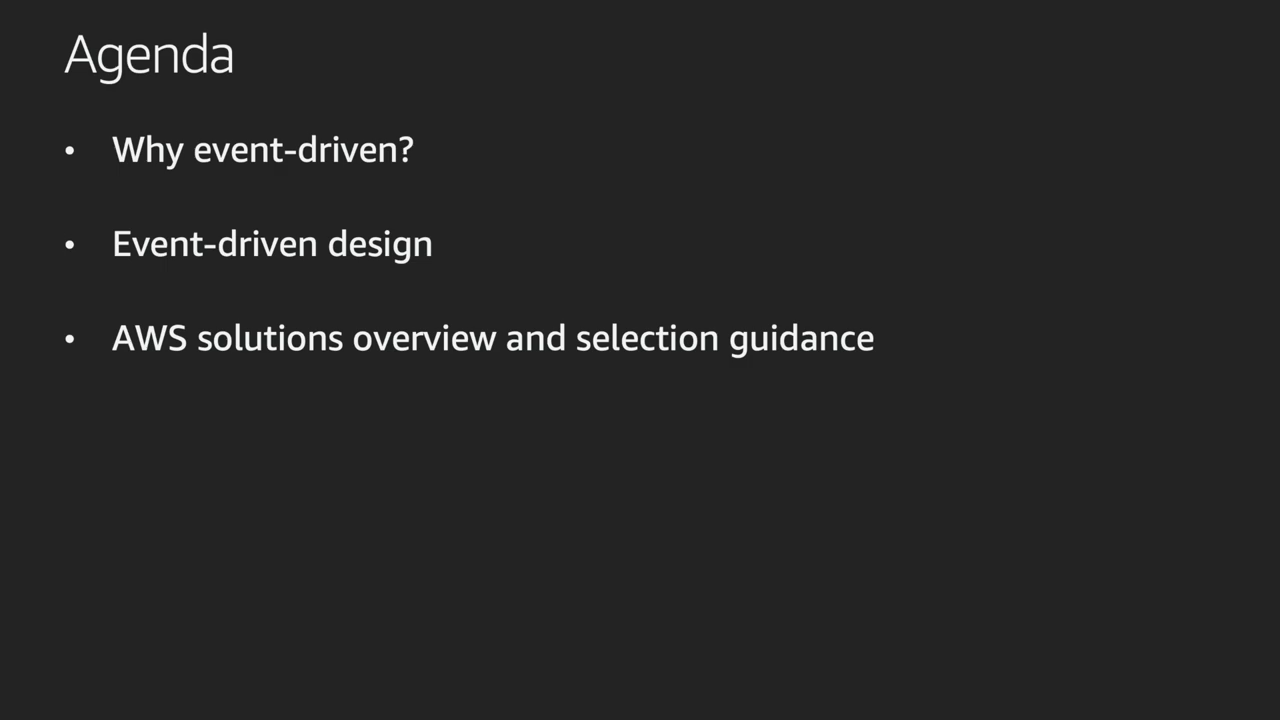 Agenda
• Why event-driven?
• Event-driven design
• AWS solutions overview and selection guidance